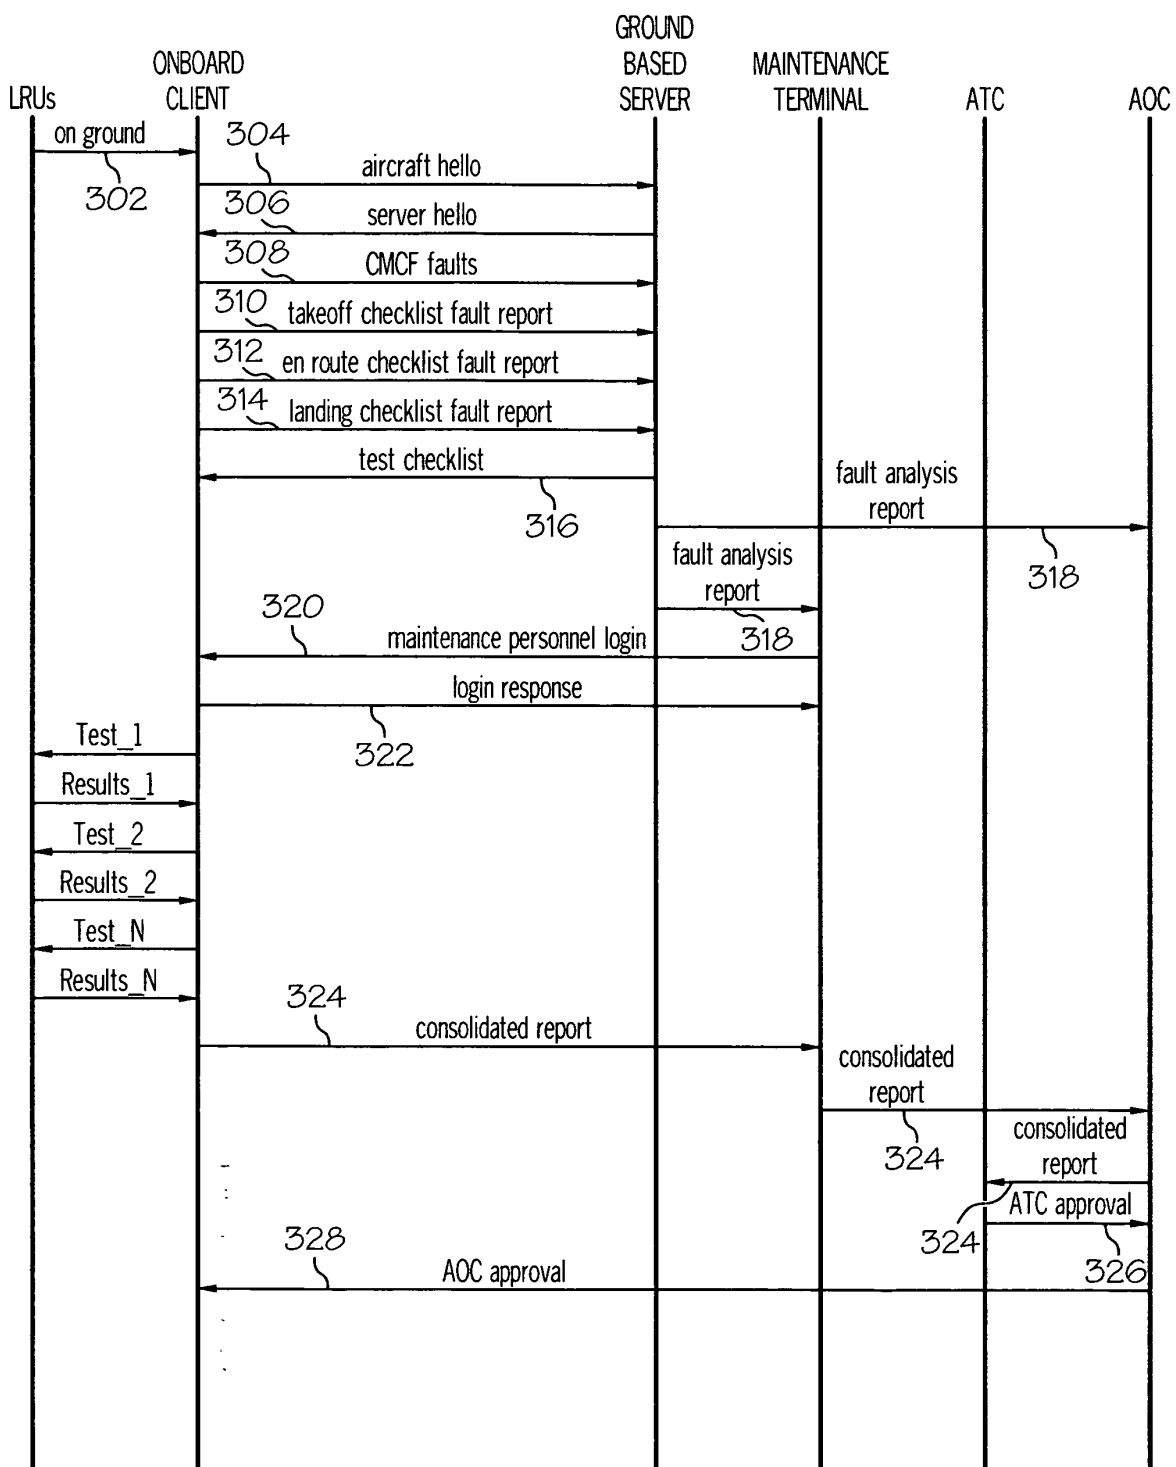 GROUND
ONBOARD BASED MAINTENANCE
LRUs CLIENT SERVER TERMINAL ATC AOC
on ground
302
304
aircraft hello
306
server hello
308
CMCF faults
310
takeoff checklist fault report
312
en route checklist fault report
314
landing checklist fault report
test checklist
316
fault analysis
report
318
fault analysis
report
318
320
maintenance personnel login
login response
322
Test_1
Results_1
Test_2
Results_2
Test_N
Results_N
324
consolidated report
consolidated
report
324
consolidated
report
324
ATC approval
326
328
AOC approval